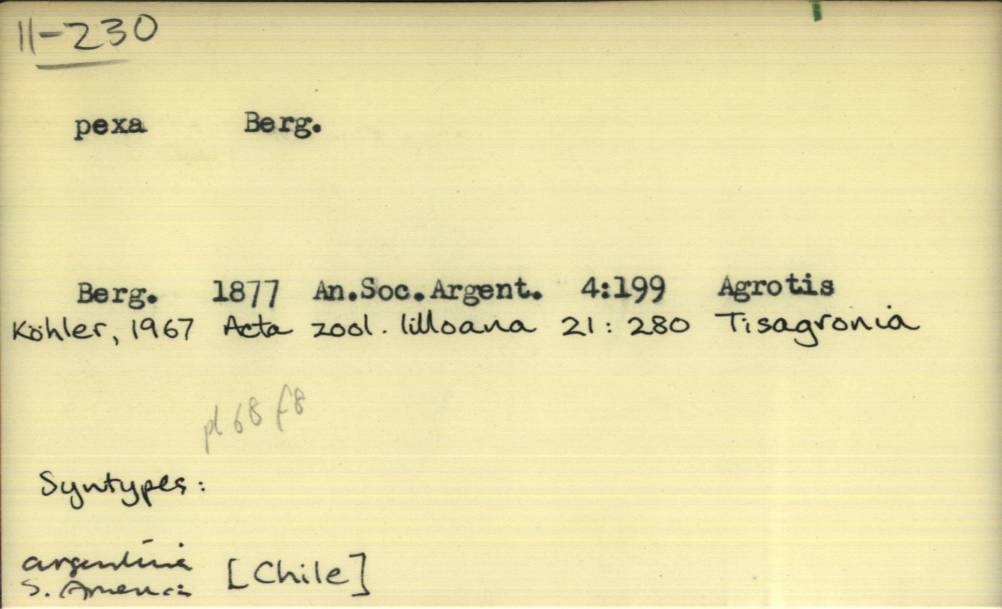 11-230
pexa Berg.
Berg. 1877 An.Soc.Argent. 4:199 Agrotis
Köhler, 1967 Acta zool. lilloana 21: 280 Tisagronia
pl 68 f8
Syntypes:
argentina
S. America [Chile]